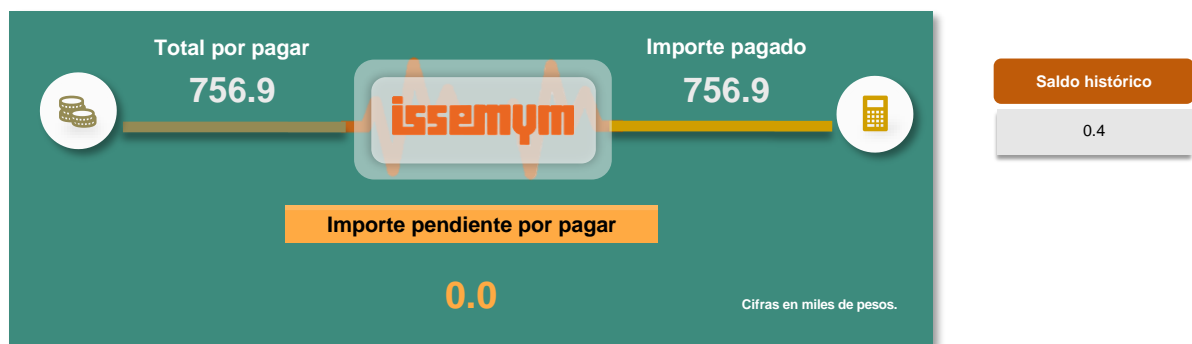 Total por pagar
756.9
issemym
Importe pagado
756.9
Importe pendiente por pagar
0.0
Cifras en miles de pesos.
Saldo histórico
0.4